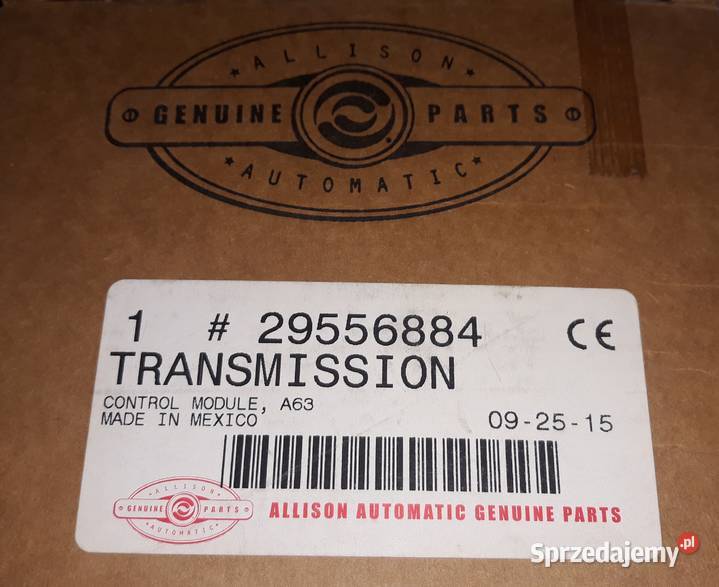 ALLISON
GENUINE PARTS
AUTOMATIC
1 # 29556884
TRANSMISSION
CONTROL MODULE, A63
MADE IN MEXICO
09-25-15
CE
ALLISON
GENUINE PARTS
AUTOMATIC
ALLISON AUTOMATIC GENUINE PARTS
Sprzedajemy.pl